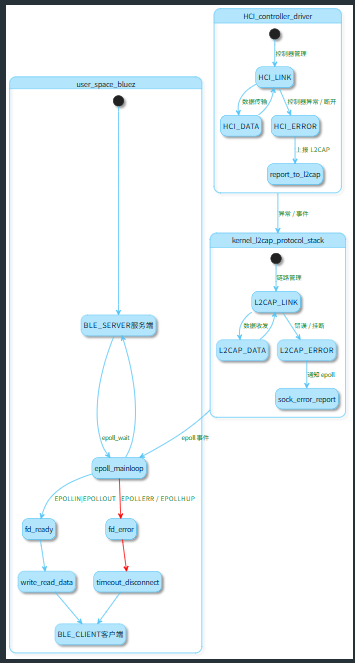 HCI_controller_driver
控制器管理
HCI_LINK
数据传输
控制器异常 / 断开
HCI_DATA
HCI_ERROR
上报 L2CAP
report_to_l2cap
异常 / 事件
kernel_l2cap_protocol_stack
链路管理
L2CAP_LINK
数据收发
错误 / 挂断
L2CAP_DATA
L2CAP_ERROR
通知 epoll
sock_error_report
user_space_bluez
BLE_SERVER服务端
epoll_wait
epoll 事件
epoll_mainloop
EPOLLIN|EPOLLOUT
EPOLLERR / EPOLLHUP
fd_ready
fd_error
write_read_data
timeout_disconnect
BLE_CLIENT客户端